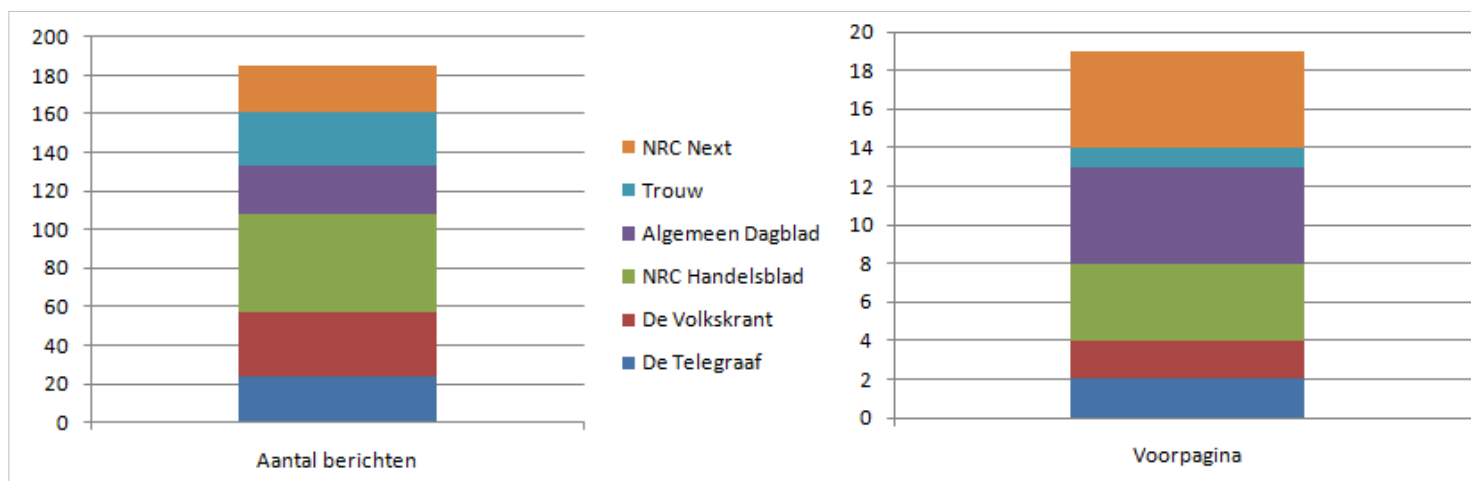 200
180
160
140
120
100
80
60
40
20
0
Aantal berichten
NRC Next
Trouw
Algemeen Dagblad
NRC Handelsblad
De Volkskrant
De Telegraaf
20
18
16
14
12
10
8
6
4
2
0
Voorpagina